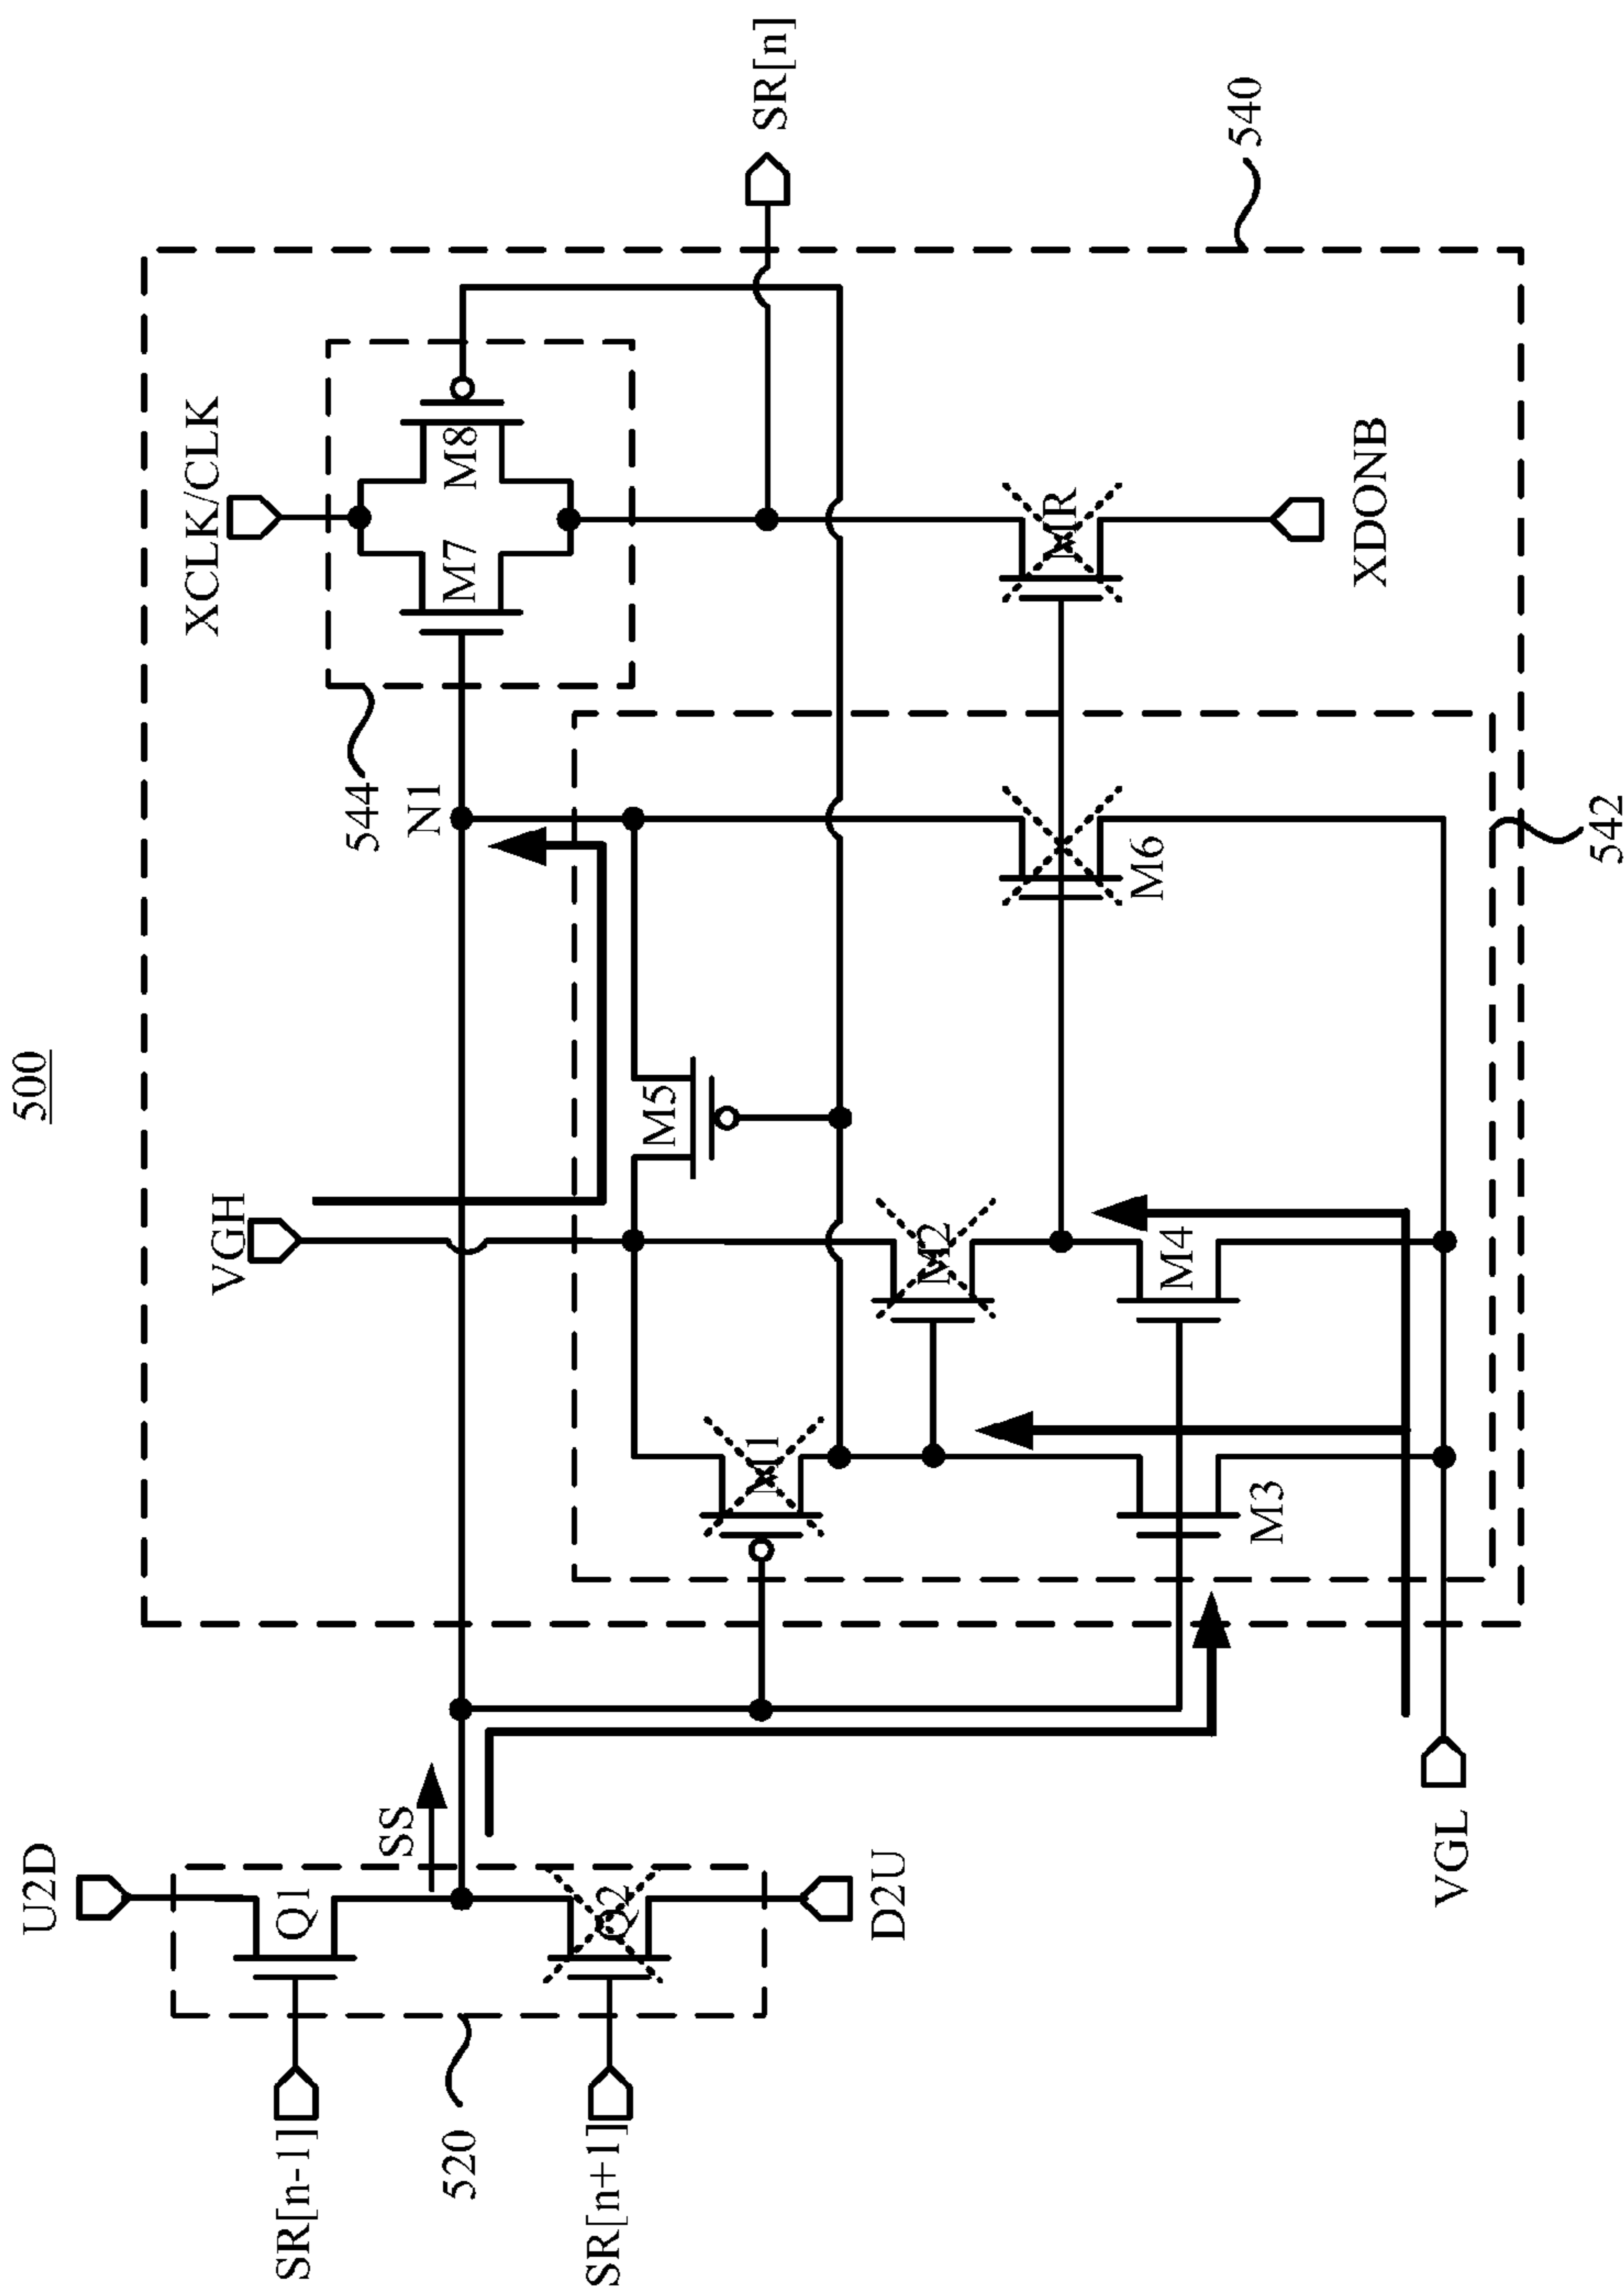 500
U2D
Q1
SR[n-1]
520
SR[n+1]
Q2
D2U
SS
VGH
XCLK/CLK
544
N1
M7
M8
M5
M1
M2
M3
M4
M6
MR
SR[n]
540
542
XDONB
VGL